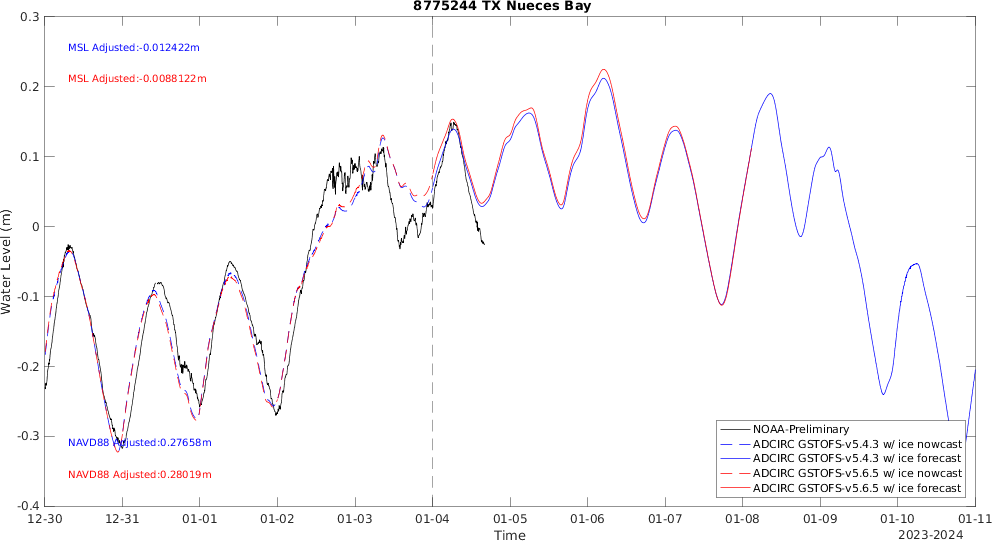 8775244 TX Nueces Bay
0.3
MSL Adjusted:-0.012422m
MSL Adjusted:-0.0088122m
0.2
0.1
0
-0.1
-0.2
-0.3
-0.4
Water Level (m)
NAVD88 Adjusted:0.27658m
NAVD88 Adjusted:0.28019m
NOAA-Preliminary
ADCIRC GSTOFS-v5.4.3 w/ ice nowcast
ADCIRC GSTOFS-v5.4.3 w/ ice forecast
ADCIRC GSTOFS-v5.6.5 w/ ice nowcast
ADCIRC GSTOFS-v5.6.5 w/ ice forecast
12-30 12-31 01-01 01-02 01-03 01-04 01-05 01-06 01-07 01-08 01-09 01-10 01-11
Time
2023-2024